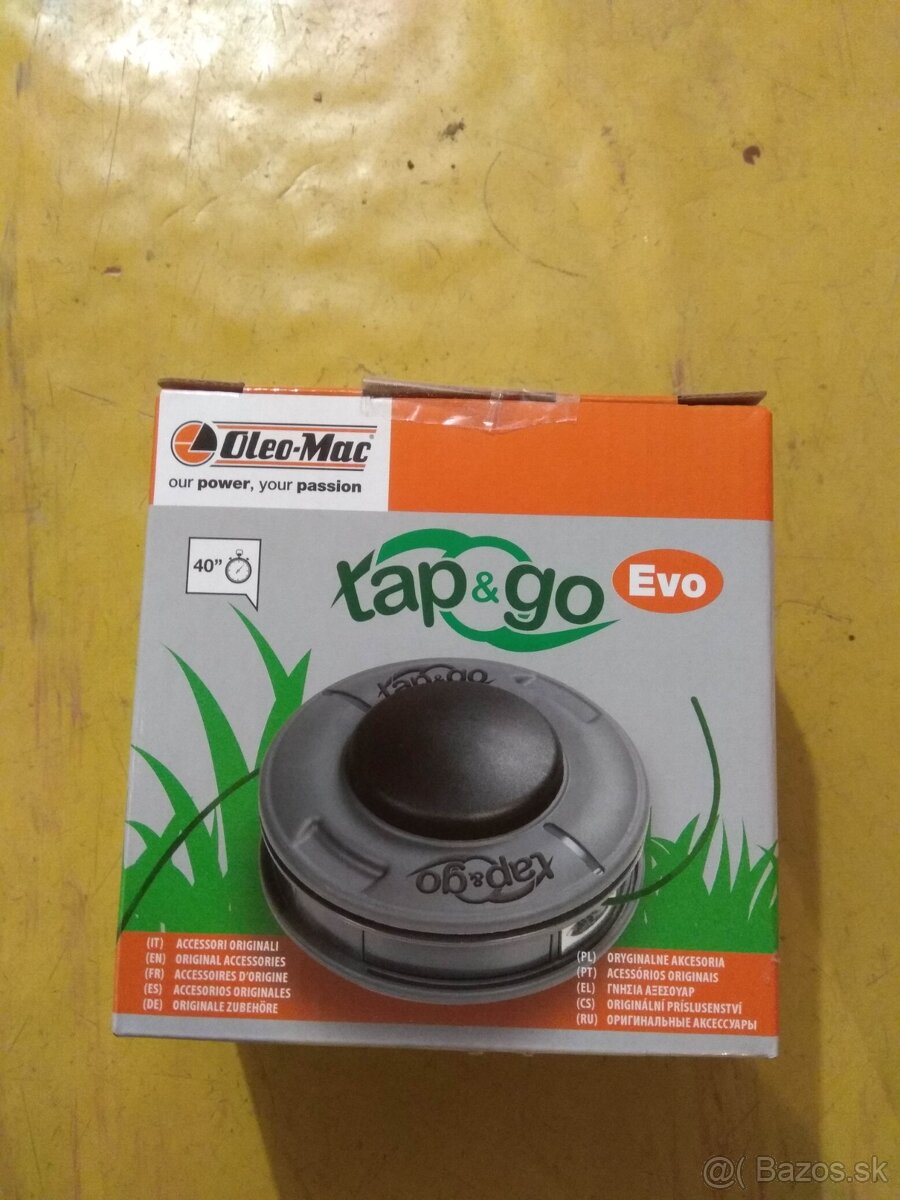 Oleo-Mac
our power, your passion
40"
tap&go Evo
tap&go
tap&go
(IT) ACCESSORI ORIGINALI
(EN) ORIGINAL ACCESSORIES
(FR) ACCESSOIRES D'ORIGINE
(ES) ACCESORIOS ORIGINALES
(DE) ORIGINALE ZUBEHÖRE
(PL) ORYGINALNE AKCESORIA
(PT) ACESSÓRIOS ORIGINAIS
(EL) ΓΝΗΣΙΑ ΑΞΕΣΟΥΑΡ
(CS) ORIGINÁLNÍ PŘÍSLUSENSTVÍ
(RU) ОРИГИНАЛЬНЫЕ АКСЕССУАРЫ
@( Bazos.sk